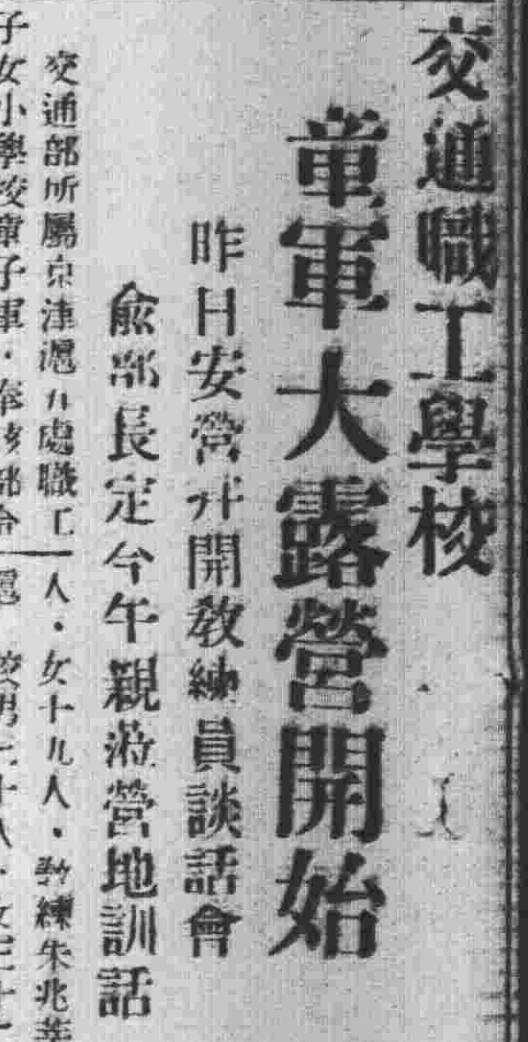 交通職工學校
童軍大露營開始
昨日安營并開教練員談話會
俞部長定今午親蒞營地訓話
交通部所屬京津滬九處職工
子女小學校童子軍．奉該部令
人．女十九人．教練朱兆萃